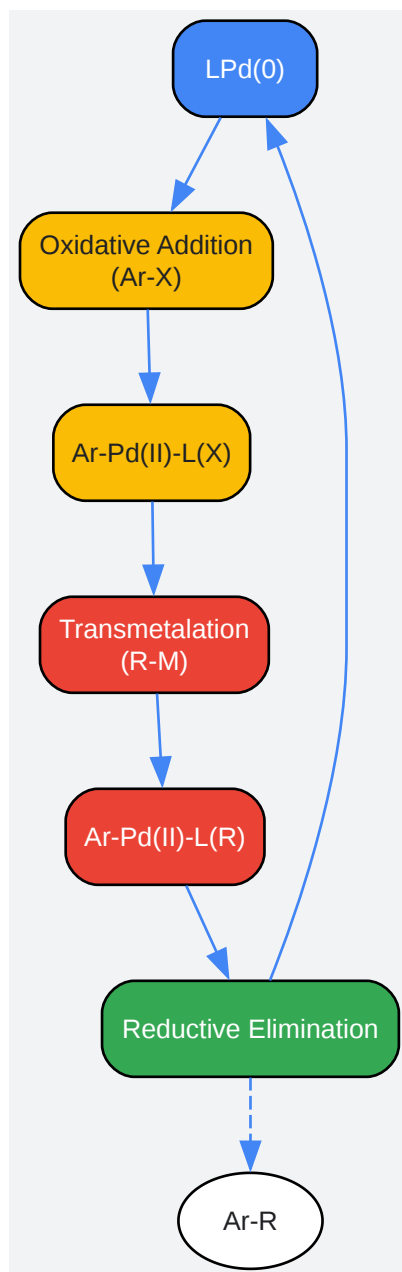 LPd(0)
Oxidative Addition
(Ar-X)
Ar-Pd(II)-L(X)
Transmetalation
(R-M)
Ar-Pd(II)-L(R)
Reductive Elimination
Ar-R